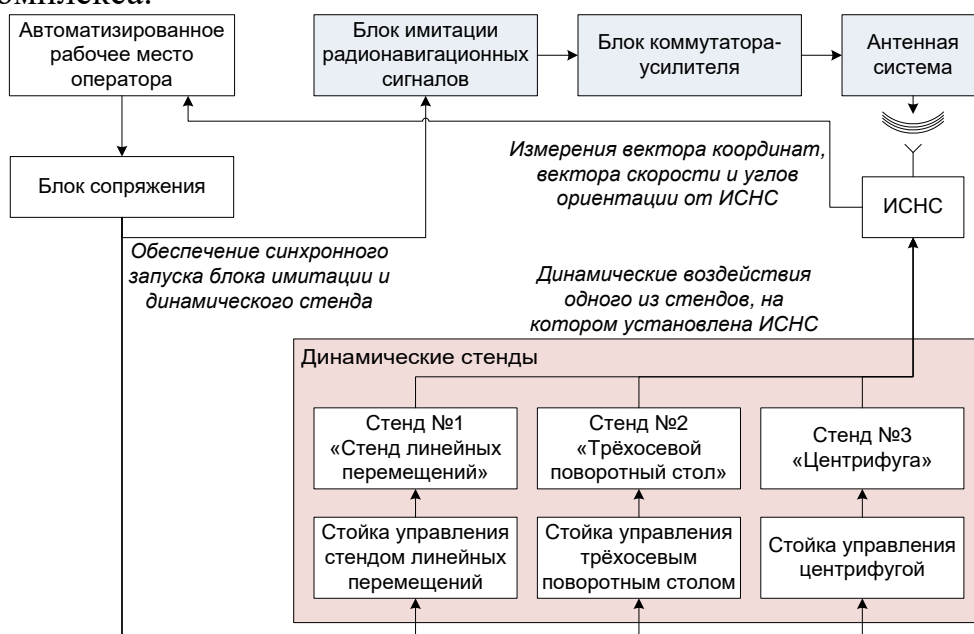 омплекса.
Автоматизированное
рабочее место
оператора
Блок имитации
радионавигационных
сигналов
Блок коммутатора-
усилителя
Антенная
система
Блок сопряжения
Измерения вектора координат,
вектора скорости и углов
ориентации от ИСНС
ИСНС
Обеспечение синхронного
запуска блока имитации и
динамического стенда
Динамические воздействия
одного из стендов, на
котором установлена ИСНС
Динамические стенды
Стенд №1
«Стенд линейных
перемещений»
Стенд №2
«Трёхосевой
поворотный стол»
Стенд №3
«Центрифуга»
Стойка управления
стендом линейных
перемещений
Стойка управления
трёхосевым
поворотным столом
Стойка управления
центрифугой